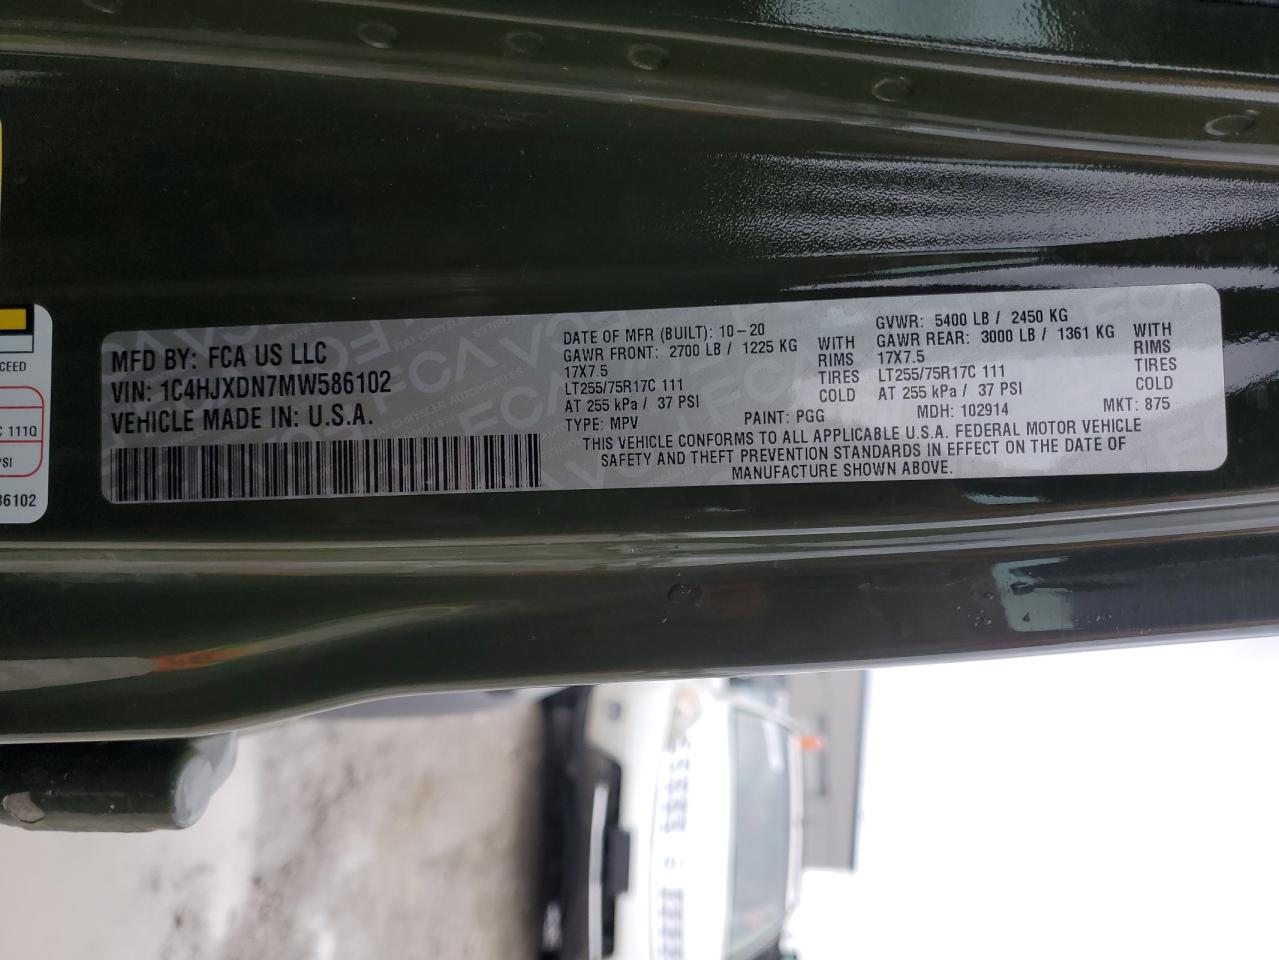 MFD BY: FCA US LLC
VIN: 1C4HJXDN7MW586102
VEHICLE MADE IN: U.S.A.
DATE OF MFR (BUILT): 10-20
GAWR FRONT: 2700 LB / 1225 KG WITH
17X7.5 RIMS
LT255/75R17C 111 TIRES
AT 255 kPa / 37 PSI COLD
GVWR: 5400 LB / 2450 KG
GAWR REAR: 3000 LB / 1361 KG WITH
17X7.5 RIMS
LT255/75R17C 111 TIRES
AT 255 kPa / 37 PSI COLD
TYPE: MPV PAINT: PGG MDH: 102914 MKT: 875
THIS VEHICLE CONFORMS TO ALL APPLICABLE U.S.A. FEDERAL MOTOR VEHICLE
SAFETY AND THEFT PREVENTION STANDARDS IN EFFECT ON THE DATE OF
MANUFACTURE SHOWN ABOVE.
XCEED
C 111Q
PSI
86102